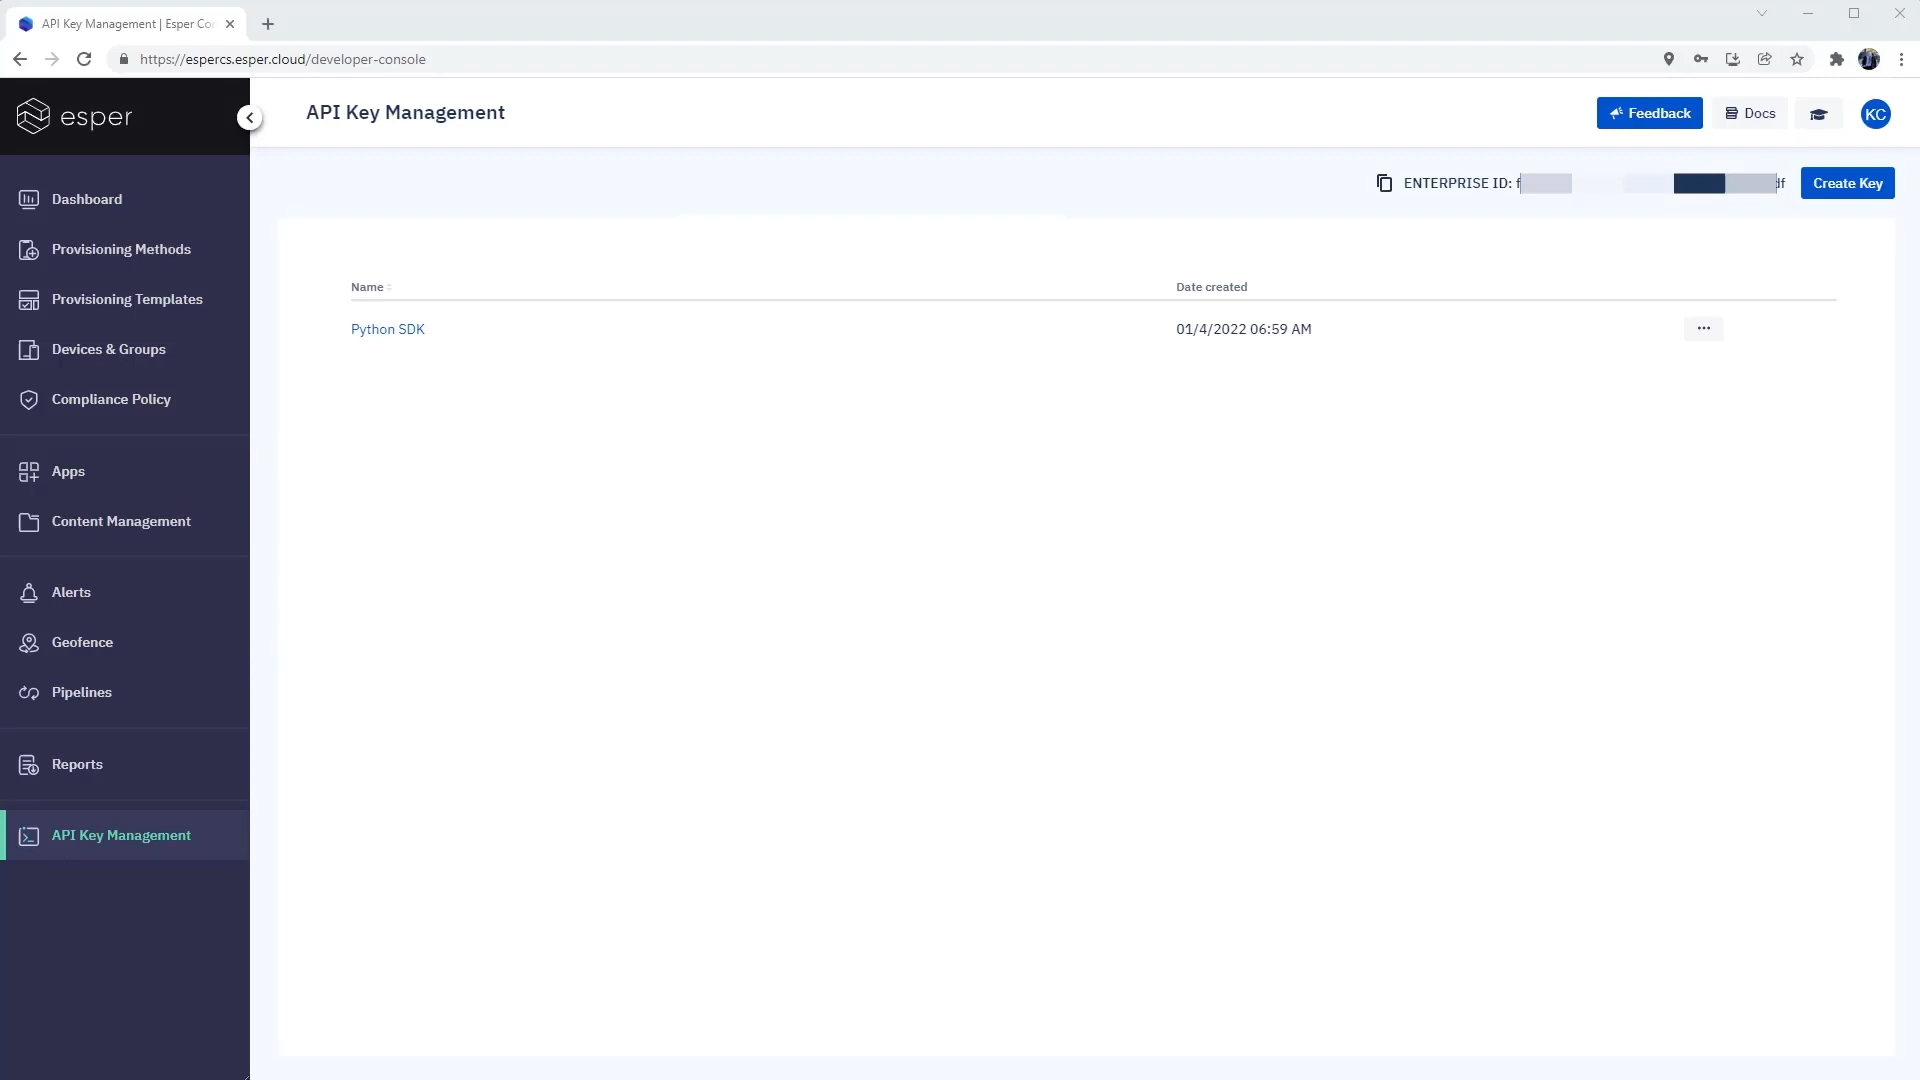 API Key Management | Esper Co
https://espercs.esper.cloud/developer-console
esper
API Key Management
Feedback
Docs
KC
ENTERPRISE ID: f
df
Create Key
Dashboard
Provisioning Methods
Provisioning Templates
Devices & Groups
Compliance Policy
Apps
Content Management
Alerts
Geofence
Pipelines
Reports
API Key Management
Name
Date created
Python SDK
01/4/2022 06:59 AM